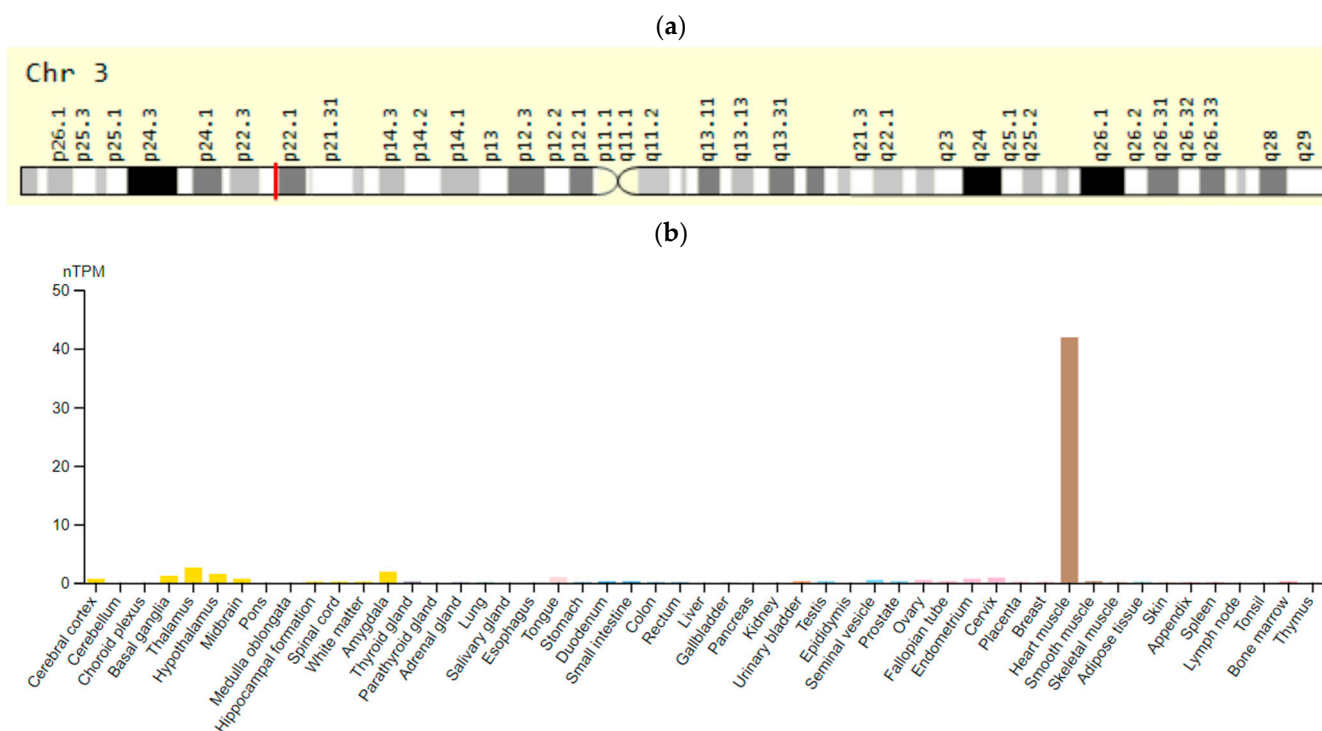 (a)
Chr 3
p26.1 p25.3 p25.1 p24.3 p24.1 p22.3 p22.1 p21.31 p14.3 p14.2 p14.1 p13 p12.3 p12.2 p12.1 p11.1 q11.1 q11.2 q13.11 q13.13 q13.31 q21.3 q22.1 q23 q24 q25.1 q25.2 q26.1 q26.2 q26.31 q26.32 q26.33 q28 q29
(b)
nTPM
50
40
30
20
10
0
Cerebral cortex
Cerebellum
Choroid plexus
Basal ganglia
Thalamus
Hypothalamus
Midbrain
Pons
Medulla oblongata
Hippocampal formation
Spinal cord
White matter
Amygdala
Thyroid gland
Parathyroid gland
Adrenal gland
Lung
Salivary gland
Esophagus
Tongue
Stomach
Duodenum
Small intestine
Colon
Rectum
Liver
Gallbladder
Pancreas
Kidney
Urinary bladder
Testis
Epididymis
Seminal vesicle
Prostate
Ovary
Fallopian tube
Endometrium
Cervix
Placenta
Breast
Heart muscle
Smooth muscle
Skeletal muscle
Adipose tissue
Skin
Appendix
Spleen
Lymph node
Tonsil
Bone marrow
Thymus